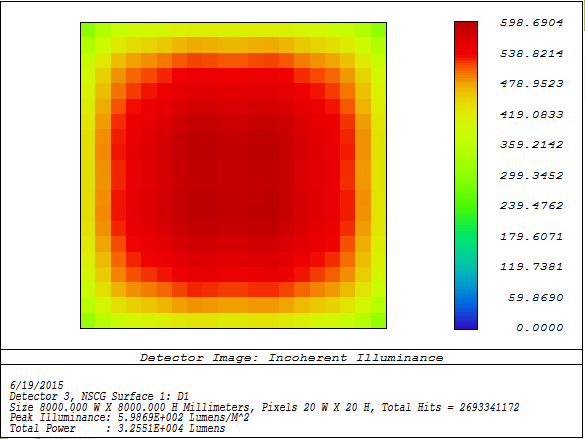 598.6904
538.8214
478.9523
419.0833
359.2142
299.3452
239.4762
179.6071
119.7381
59.8690
0.0000
Detector Image: Incoherent Illuminance
6/19/2015
Detector 3, NSCG Surface 1: D1
Size 8000.000 W X 8000.000 H Millimeters, Pixels 20 W X 20 H, Total Hits = 2693341172
Peak Illuminance: 5.9869E+002 Lumens/M^2
Total Power     : 3.2551E+004 Lumens